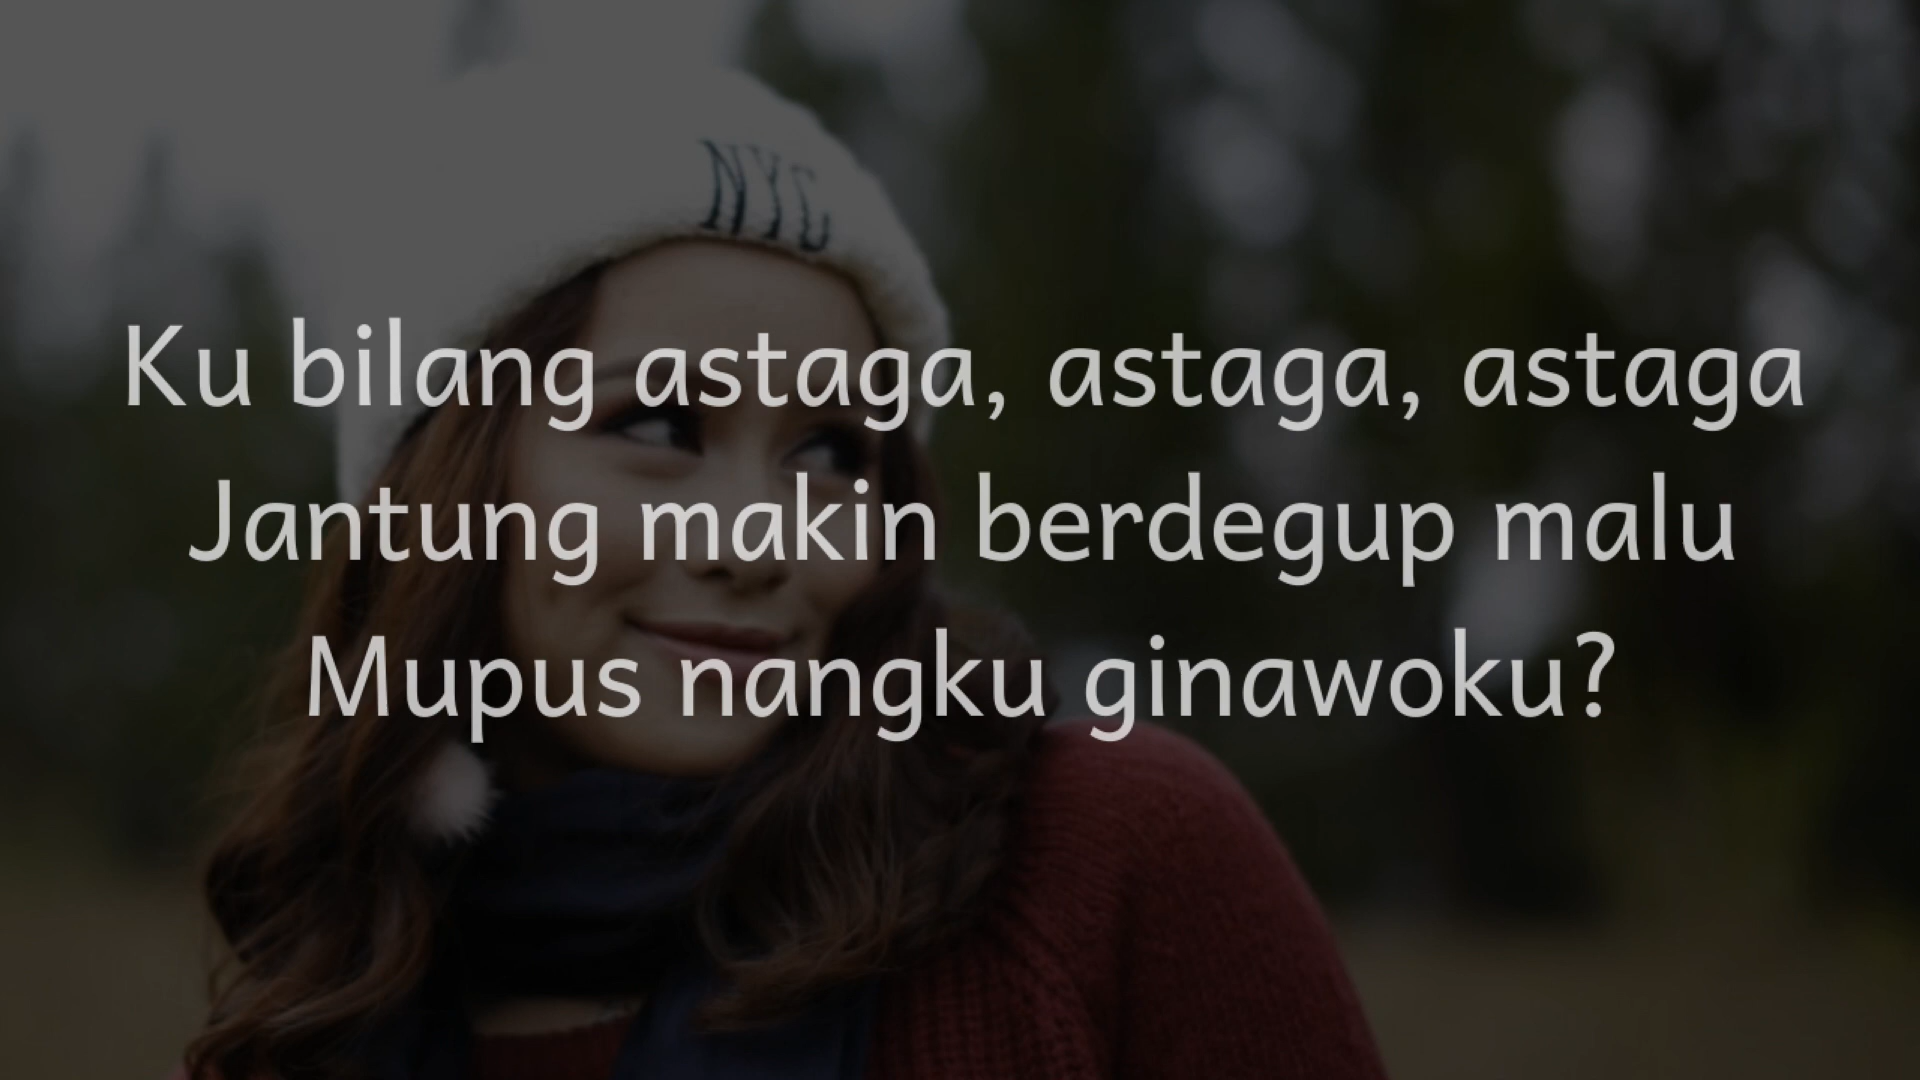 NYC
Ku bilang astaga, astaga, astaga
Jantung makin berdegup malu
Mupus nangku ginawoku?